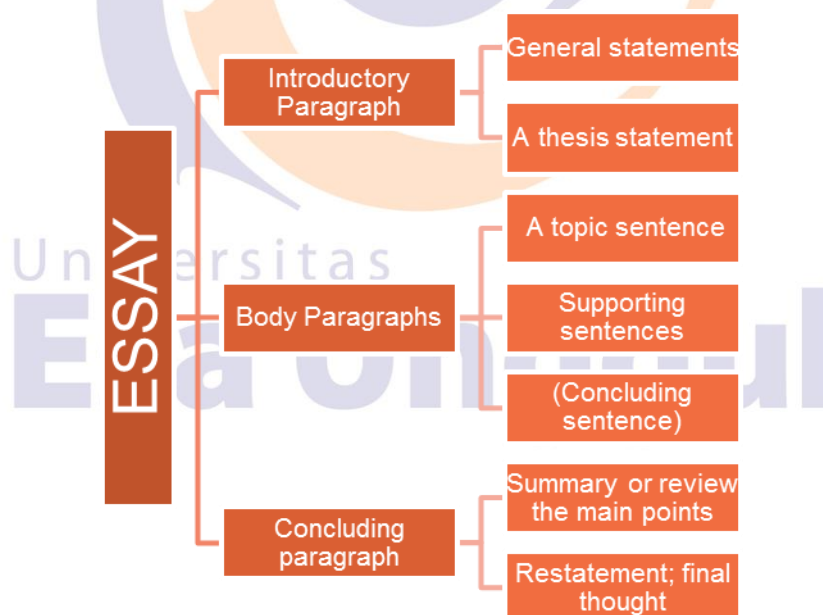 ESSAY
Introductory
Paragraph
General statements
A thesis statement
Body Paragraphs
A topic sentence
Supporting
sentences
(Concluding
sentence)
Concluding
paragraph
Summary or review
the main points
Restatement; final
thought